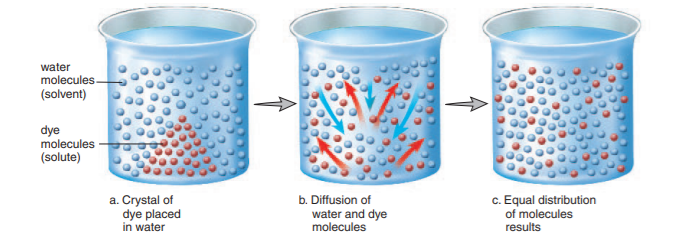 water
molecules
(solvent)
dye
molecules
(solute)
a. Crystal of
dye placed
in water
b. Diffusion of
water and dye
molecules
c. Equal distribution
of molecules
results